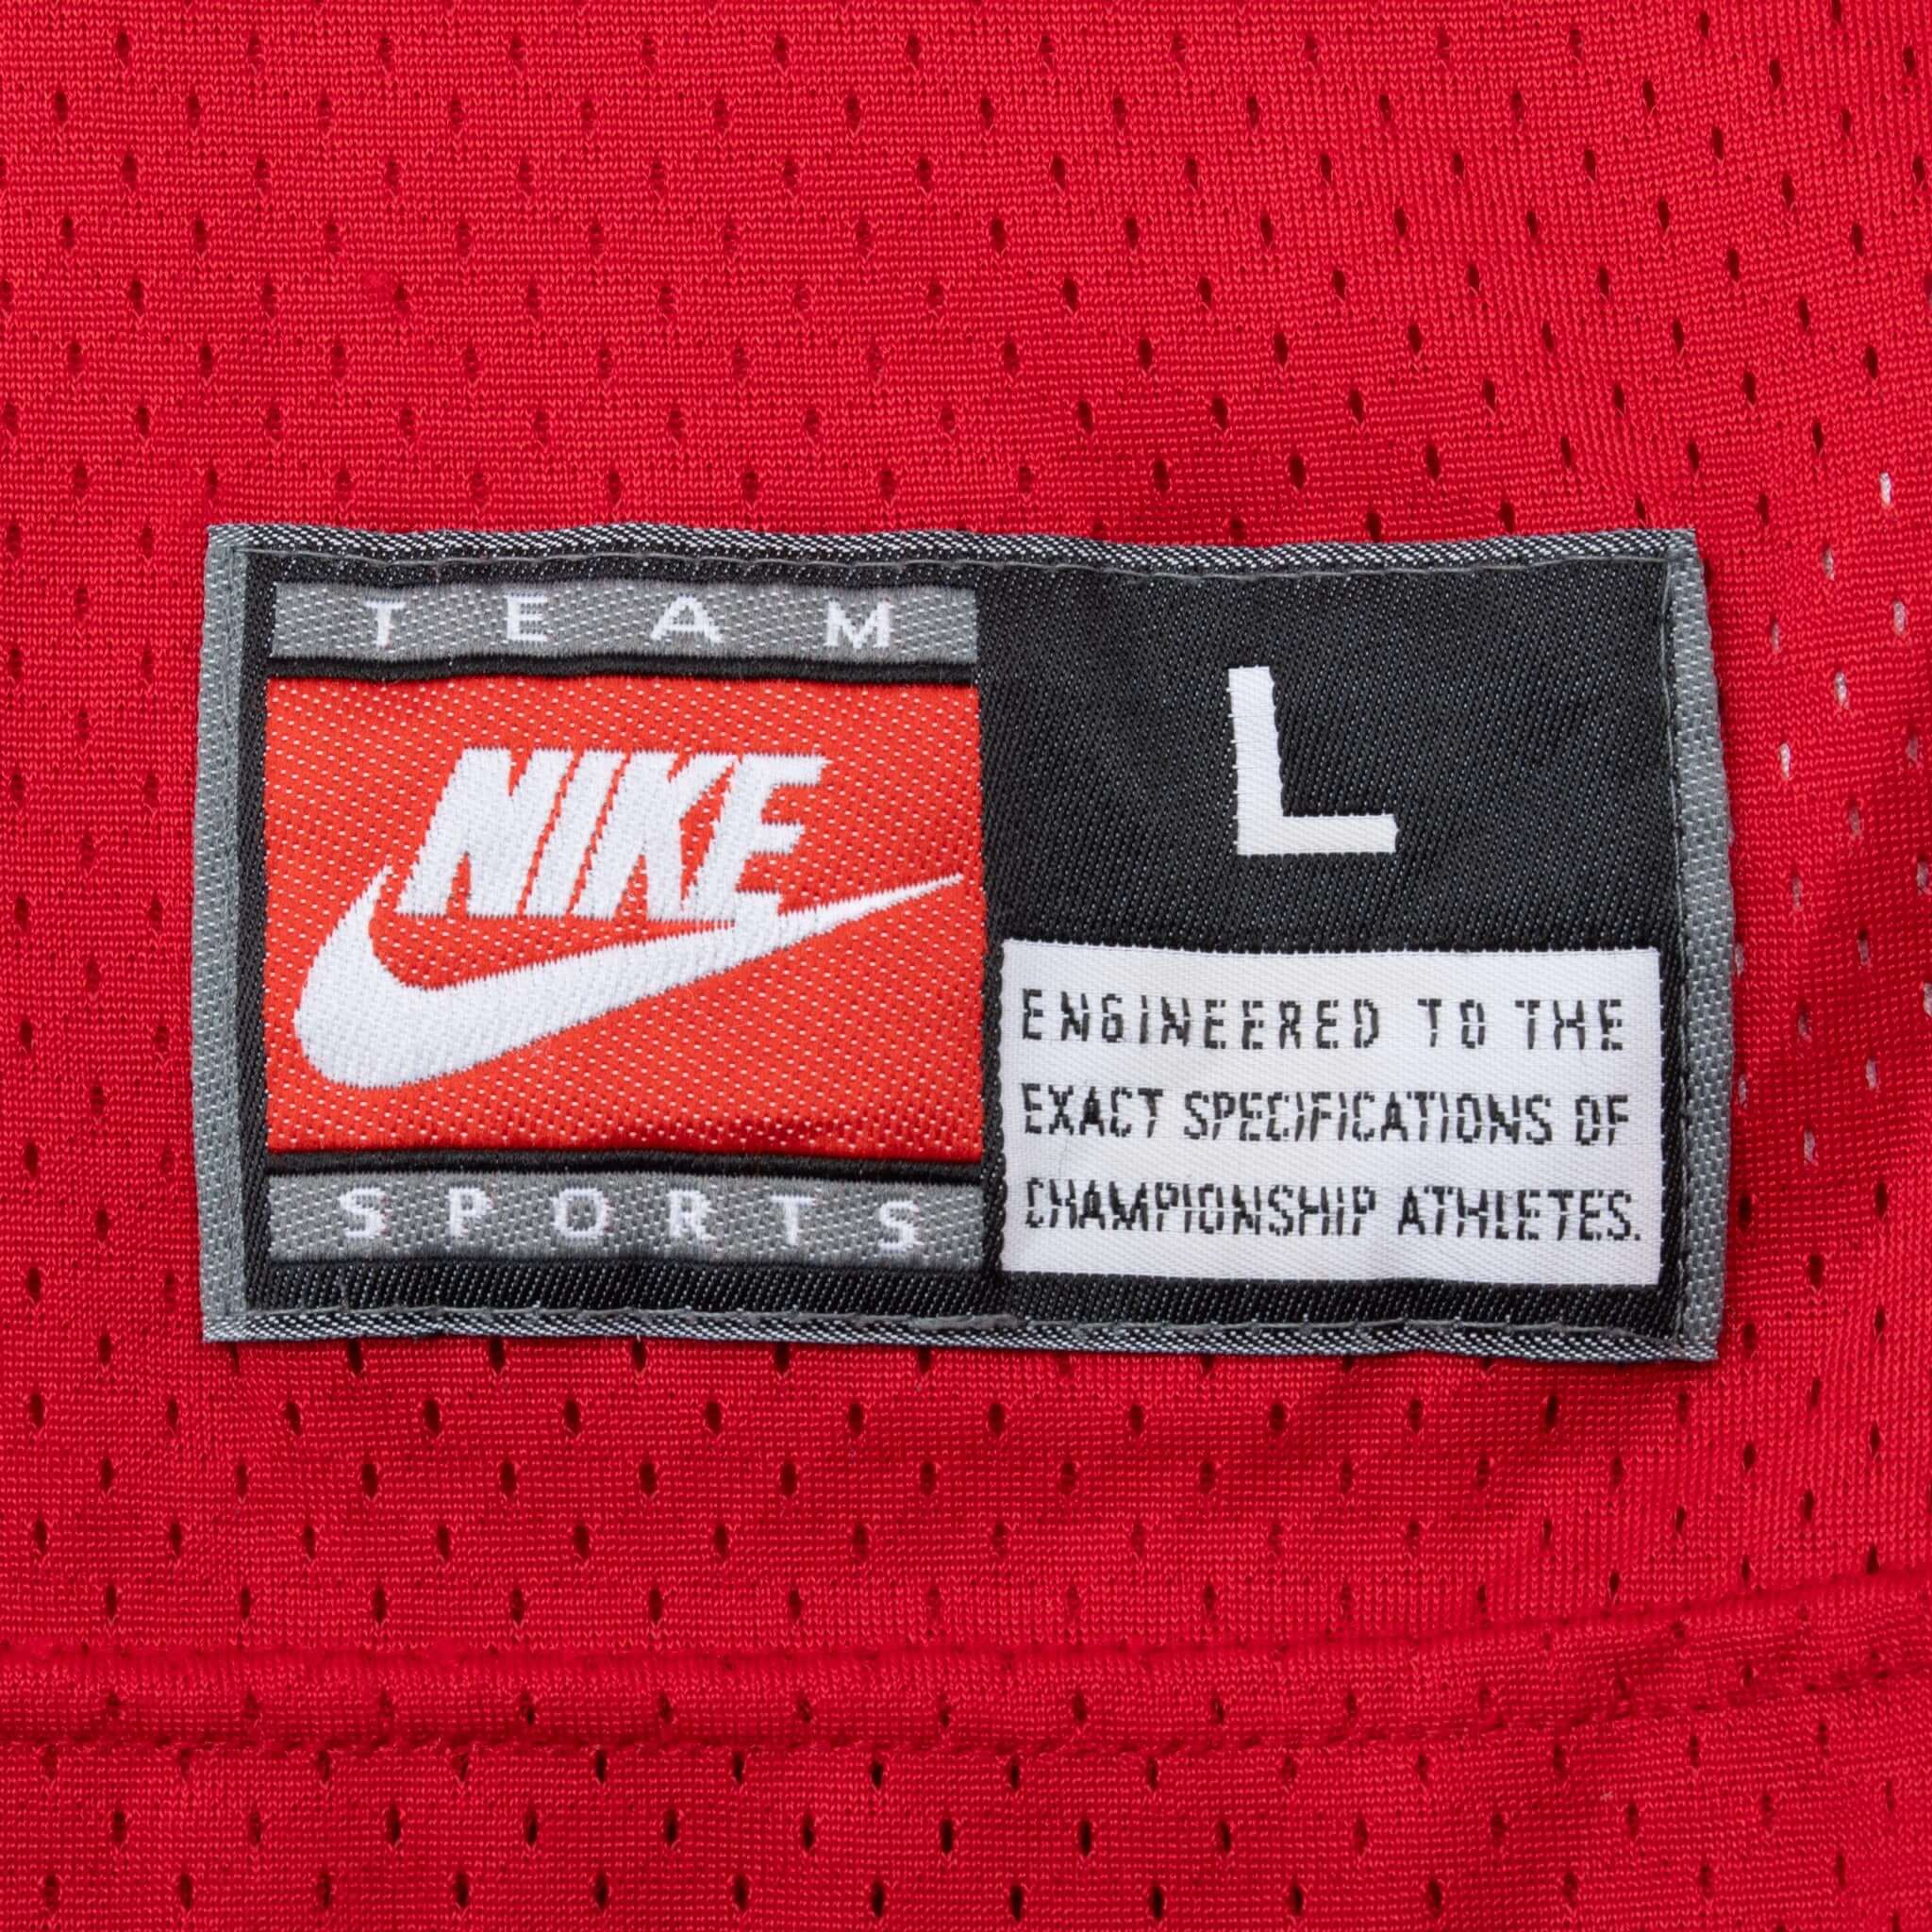 TEAM
NIKE
SPORTS
L
ENGINEERED TO THE
EXACT SPECIFICATIONS OF
CHAMPIONSHIP ATHLETES.